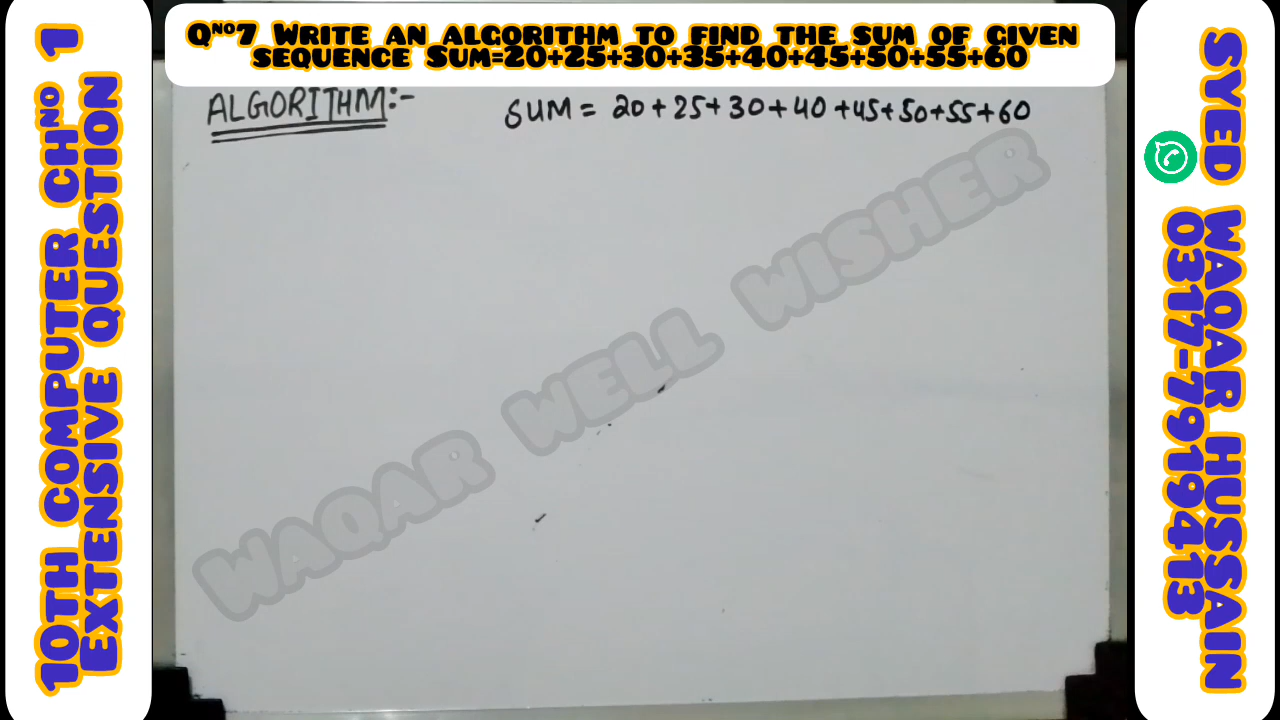 Qno7 WRITE AN ALGORITHM TO FIND THE SUM OF GIVEN
SEQUENCE SUM=20+25+30+35+40+45+50+55+60
ALGORITHM:-
SUM = 20+25+30+40+45+50+55+60
WAQAR WELL WISHER
10TH COMPUTER CHNO 1
EXTENSIVE QUESTION
SYED WAQAR HUSSAIN
0317-7919413